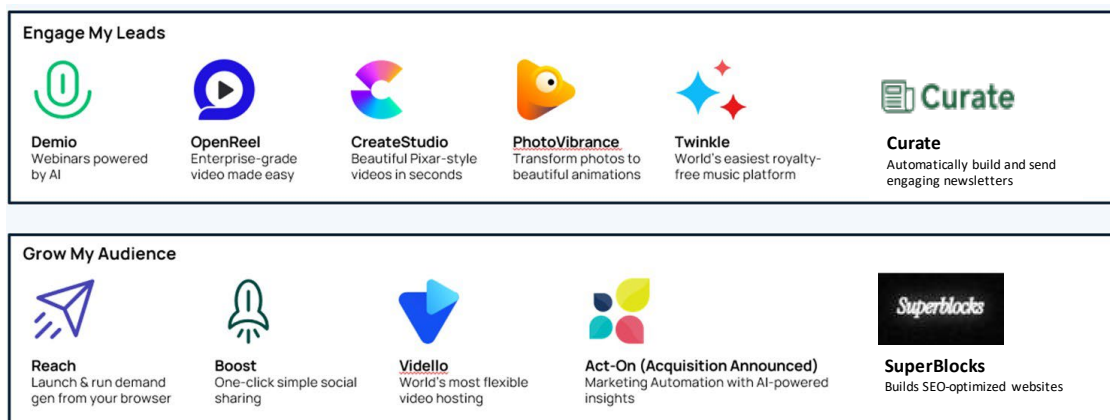 Engage My Leads
Curate
Demio
Webinars powered
by AI
OpenReel
Enterprise-grade
video made easy
CreateStudio
Beautiful Pixar-style
videos in seconds
PhotoVibrance
Transform photos to
beautiful animations
Twinkle
World's easiest royalty-
free music platform
Curate
Automatically build and send
engaging newsletters
Grow My Audience
Superblocks
Reach
Launch & run demand
gen from your browser
Boost
One-click simple social
sharing
Vidello
World's most flexible
video hosting
Act-On (Acquisition Announced)
Marketing Automation with AI-powered
insights
SuperBlocks
Builds SEO-optimized websites